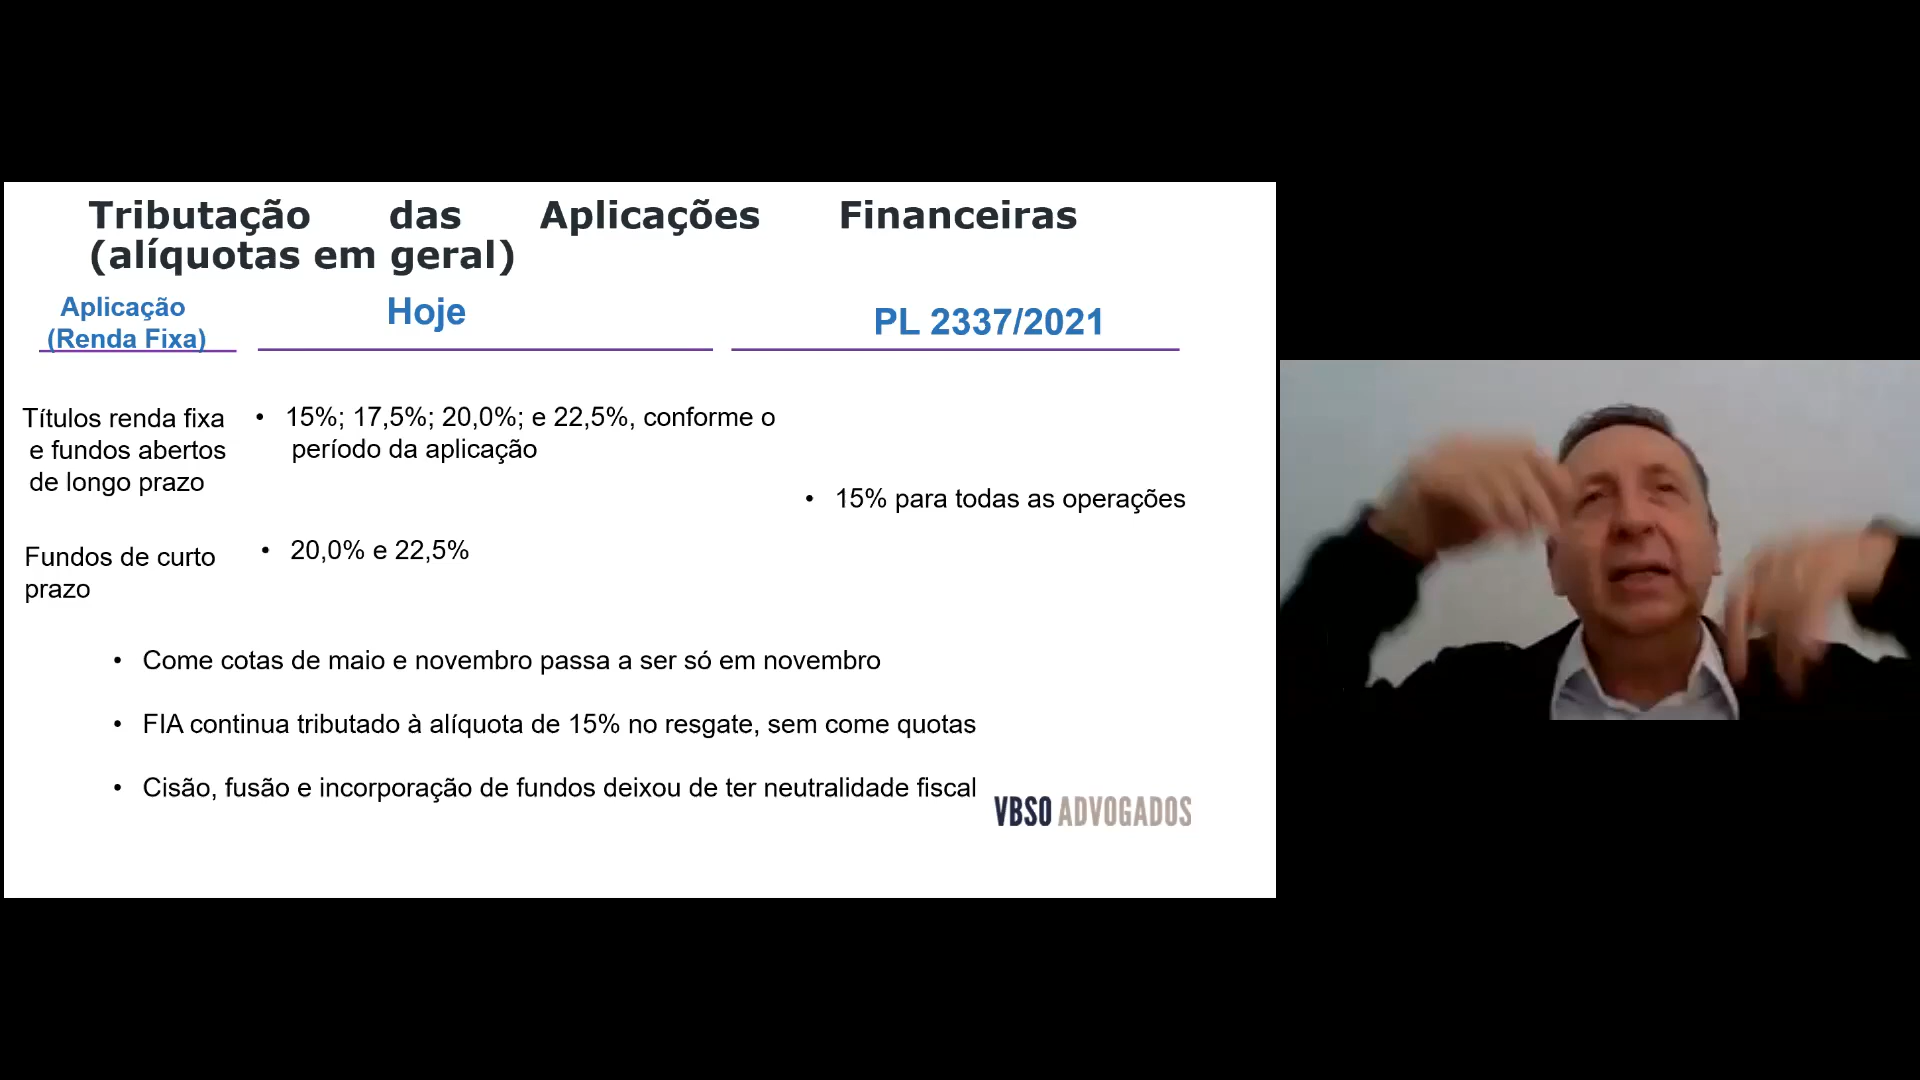 Tributação das Aplicações Financeiras
(alíquotas em geral)
Aplicação
(Renda Fixa)
Hoje
PL 2337/2021
Títulos renda fixa
e fundos abertos
de longo prazo
• 15%; 17,5%; 20,0%; e 22,5%, conforme o
período da aplicação
• 15% para todas as operações
Fundos de curto
prazo
• 20,0% e 22,5%
• Come cotas de maio e novembro passa a ser só em novembro
• FIA continua tributado à alíquota de 15% no resgate, sem come quotas
• Cisão, fusão e incorporação de fundos deixou de ter neutralidade fiscal
VBSO ADVOGADOS